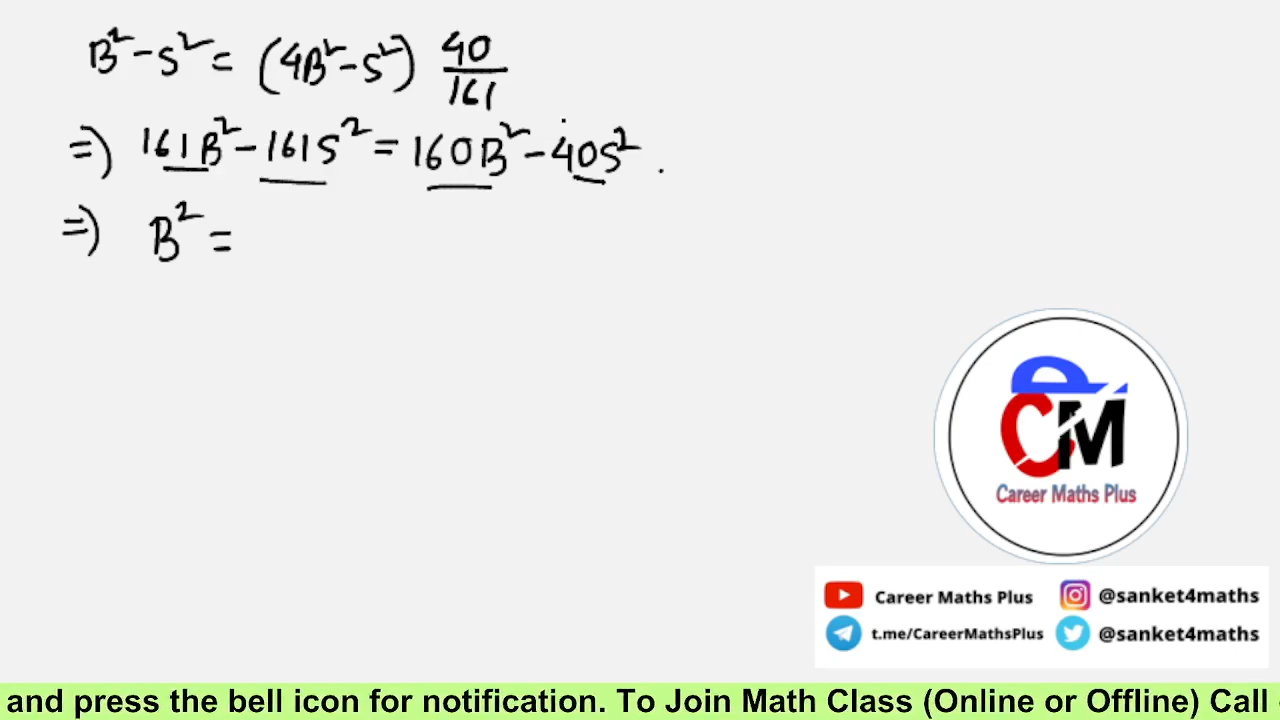 B² - S² = (4B² - S²) 40/161
=) 161B² - 161S² = 160B² - 40S² .
=) B² =
CM
Career Maths Plus
Career Maths Plus @sanket4maths
t.me/CareerMathsPlus @sanket4maths
and press the bell icon for notification. To Join Math Class (Online or Offline) Call